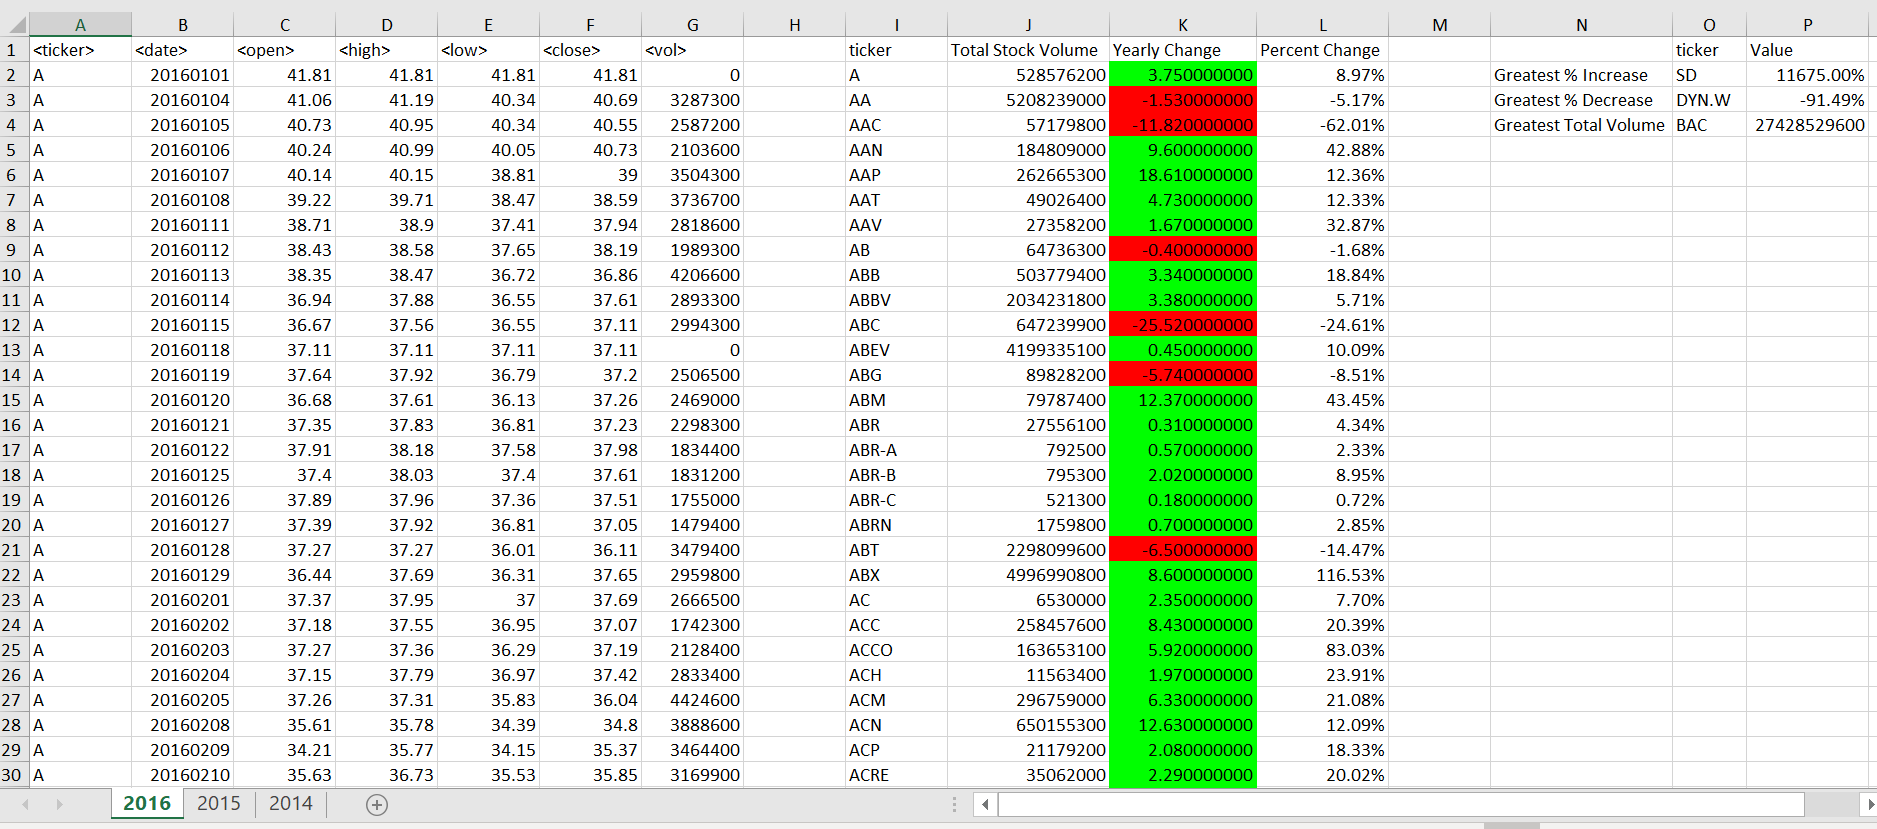 A B C D E F G H I J K L M N O P
1 <ticker> <date> <open> <high> <low> <close> <vol> ticker Total Stock Volume Yearly Change Percent Change ticker Value
2 A 20160101 41.81 41.81 41.81 41.81 0 A 528576200 3.750000000 8.97% Greatest % Increase SD 11675.00%
3 A 20160104 41.06 41.19 40.34 40.69 3287300 AA 5208239000 -1.530000000 -5.17% Greatest % Decrease DYN.W -91.49%
4 A 20160105 40.73 40.95 40.34 40.55 2587200 AAC 57179800 -11.820000000 -62.01% Greatest Total Volume BAC 27428529600
5 A 20160106 40.24 40.99 40.05 40.73 2103600 AAN 184809000 9.600000000 42.88%
6 A 20160107 40.14 40.15 38.81 39 3504300 AAP 262665300 18.610000000 12.36%
7 A 20160108 39.22 39.71 38.47 38.59 3736700 AAT 49026400 4.730000000 12.33%
8 A 20160111 38.71 38.9 37.41 37.94 2818600 AAV 27358200 1.670000000 32.87%
9 A 20160112 38.43 38.58 37.65 38.19 1989300 AB 64736300 -0.400000000 -1.68%
10 A 20160113 38.35 38.47 36.72 36.86 4206600 ABB 503779400 3.340000000 18.84%
11 A 20160114 36.94 37.88 36.55 37.61 2893300 ABBV 2034231800 3.380000000 5.71%
12 A 20160115 36.67 37.56 36.55 37.11 2994300 ABC 647239900 -25.520000000 -24.61%
13 A 20160118 37.11 37.11 37.11 37.11 0 ABEV 4199335100 0.450000000 10.09%
14 A 20160119 37.64 37.92 36.79 37.2 2506500 ABG 89828200 -5.740000000 -8.51%
15 A 20160120 36.68 37.61 36.13 37.26 2469000 ABM 79787400 12.370000000 43.45%
16 A 20160121 37.35 37.83 36.81 37.23 2298300 ABR 27556100 0.310000000 4.34%
17 A 20160122 37.91 38.18 37.58 37.98 1834400 ABR-A 792500 0.570000000 2.33%
18 A 20160125 37.4 38.03 37.4 37.61 1831200 ABR-B 795300 2.020000000 8.95%
19 A 20160126 37.89 37.96 37.36 37.51 1755000 ABR-C 521300 0.180000000 0.72%
20 A 20160127 37.39 37.92 36.81 37.05 1479400 ABRN 1759800 0.700000000 2.85%
21 A 20160128 37.27 37.27 36.01 36.11 3479400 ABT 2298099600 -6.500000000 -14.47%
22 A 20160129 36.44 37.69 36.31 37.65 2959800 ABX 4996990800 8.600000000 116.53%
23 A 20160201 37.37 37.95 37 37.69 2666500 AC 6530000 2.350000000 7.70%
24 A 20160202 37.18 37.55 36.95 37.07 1742300 ACC 258457600 8.430000000 20.39%
25 A 20160203 37.27 37.36 36.29 37.19 2128400 ACCO 163653100 5.920000000 83.03%
26 A 20160204 37.15 37.79 36.97 37.42 2833400 ACH 11563400 1.970000000 23.91%
27 A 20160205 37.26 37.31 35.83 36.04 4424600 ACM 296759000 6.330000000 21.08%
28 A 20160208 35.61 35.78 34.39 34.8 3888600 ACN 650155300 12.630000000 12.09%
29 A 20160209 34.21 35.77 34.15 35.37 3464400 ACP 21179200 2.080000000 18.33%
30 A 20160210 35.63 36.73 35.53 35.85 3169900 ACRE 35062000 2.290000000 20.02%
2016 2015 2014